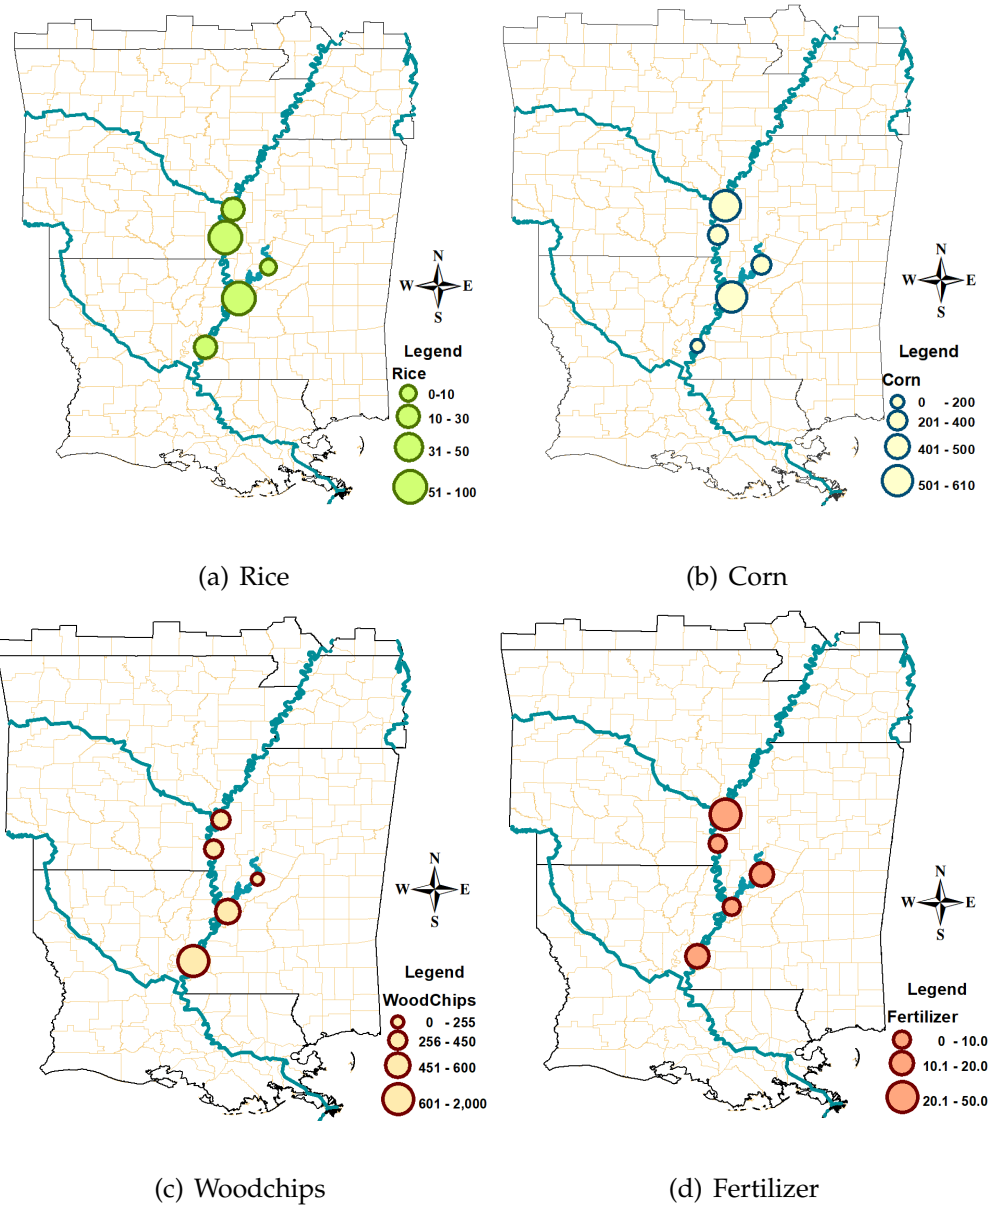 N
W E
S
Legend
Rice
0-10
10 - 30
31 - 50
51 - 100
(a) Rice
N
W E
S
Legend
Corn
0 - 200
201 - 400
401 - 500
501 - 610
(b) Corn
N
W E
S
Legend
WoodChips
0 - 255
256 - 450
451 - 600
601 - 2,000
(c) Woodchips
N
W E
S
Legend
Fertilizer
0 - 10.0
10.1 - 20.0
20.1 - 50.0
(d) Fertilizer